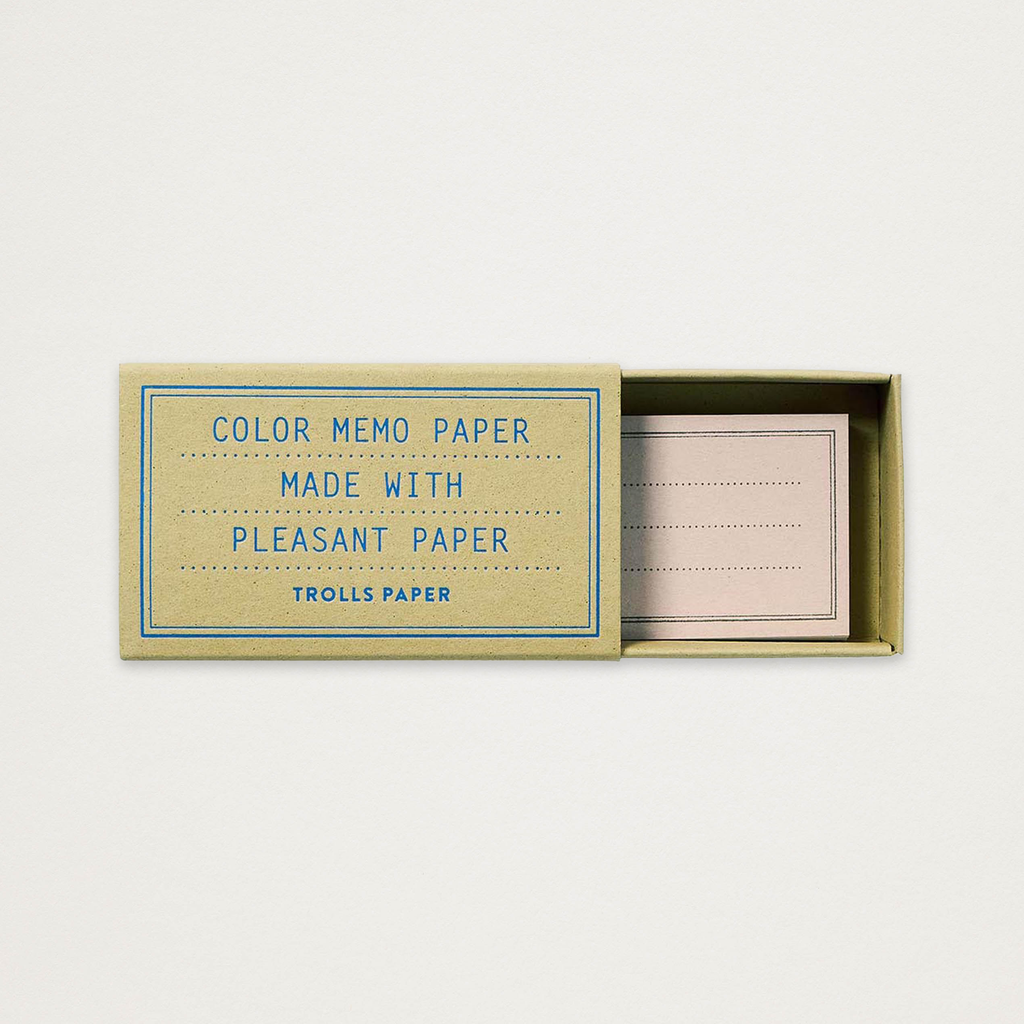 COLOR MEMO PAPER
MADE WITH
PLEASANT PAPER
TROLLS PAPER